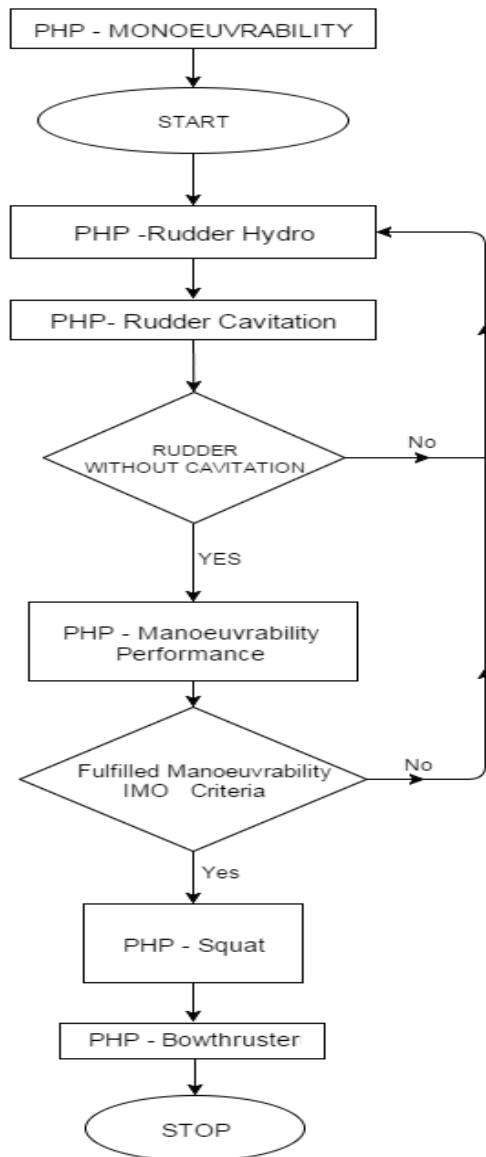 PHP - MONOEUVRABILITY
START
PHP -Rudder Hydro
PHP- Rudder Cavitation
RUDDER
WITHOUT CAVITATION
No
YES
PHP - Manoeuvrability
Performance
Fulfilled Manoeuvrability
IMO Criteria
No
Yes
PHP - Squat
PHP - Bowthruster
STOP